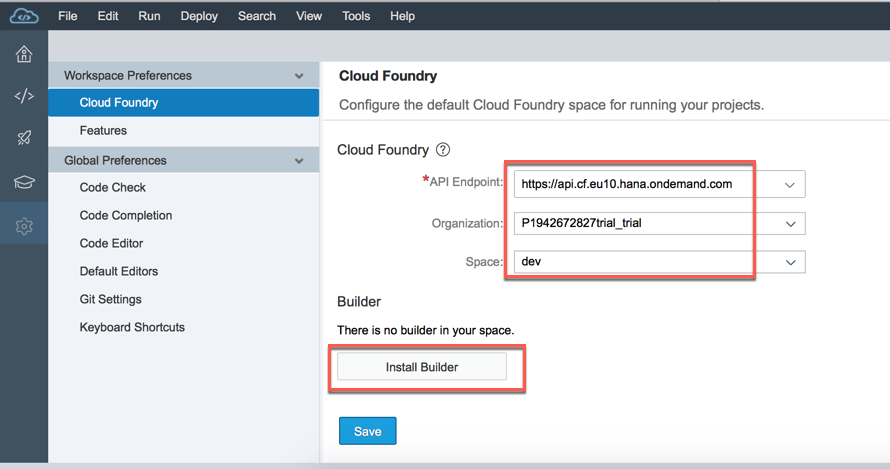 File Edit Run Deploy Search View Tools Help
Workspace Preferences
Cloud Foundry
Features
Global Preferences
Code Check
Code Completion
Code Editor
Default Editors
Git Settings
Keyboard Shortcuts
Cloud Foundry
Configure the default Cloud Foundry space for running your projects.
Cloud Foundry ?
*API Endpoint: https://api.cf.eu10.hana.ondemand.com
Organization: P1942672827trial_trial
Space: dev
Builder
There is no builder in your space.
Install Builder
Save